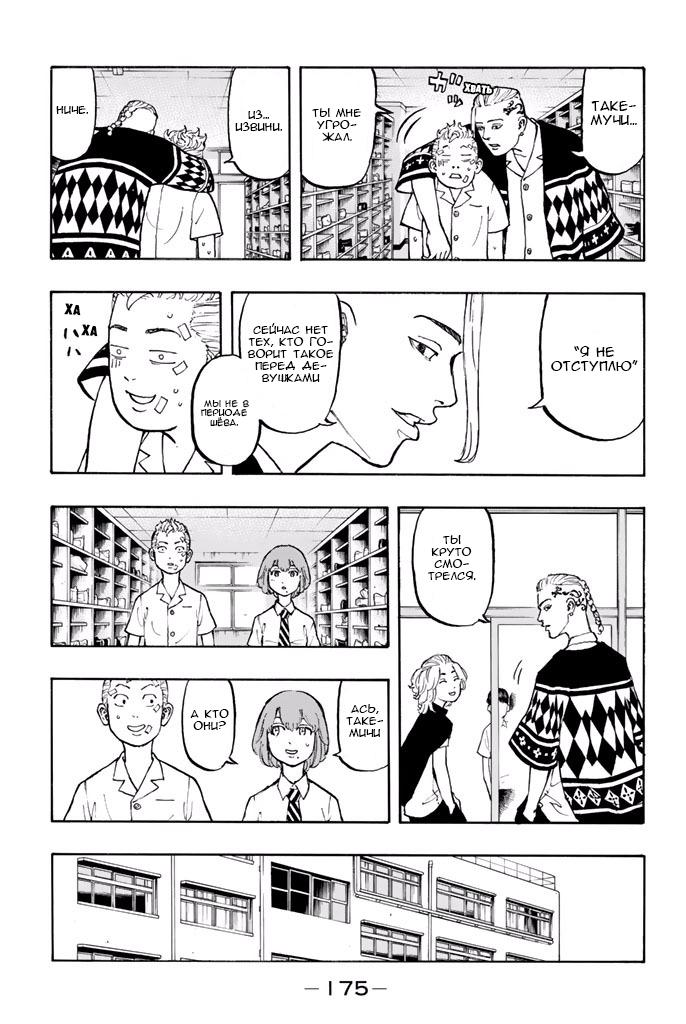 ТАКЕ-
МУЧИ...
ХВАТЬ
ТЫ МНЕ
УГРО-
ЖАЛ.
ИЗ...
ИЗВИНИ.
НИЧЕ.
"Я НЕ
ОТСТУПЛЮ"
СЕЙЧАС НЕТ
ТЕХ, КТО ГО-
ВОРИТ ТАКОЕ
ПЕРЕД ДЕ-
ВУШКАМИ
МЫ НЕ В
ПЕРИОДЕ
ШЁВА.
ХА
ХА
ТЫ
КРУТО
СМО-
ТРЕЛСЯ.
АСЬ,
ТАКЕ-
МИЧИ
А КТО
ОНИ?
—175—